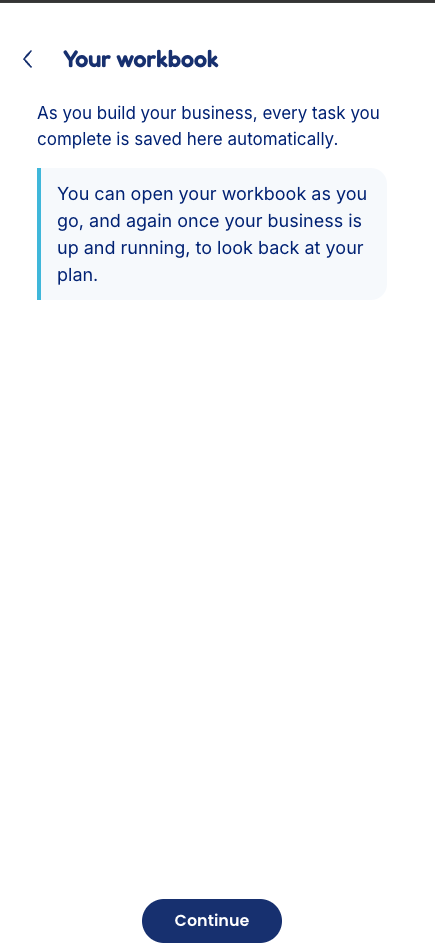 Your workbook
As you build your business, every task you
complete is saved here automatically.
You can open your workbook as you
go, and again once your business is
up and running, to look back at your
plan.
Continue